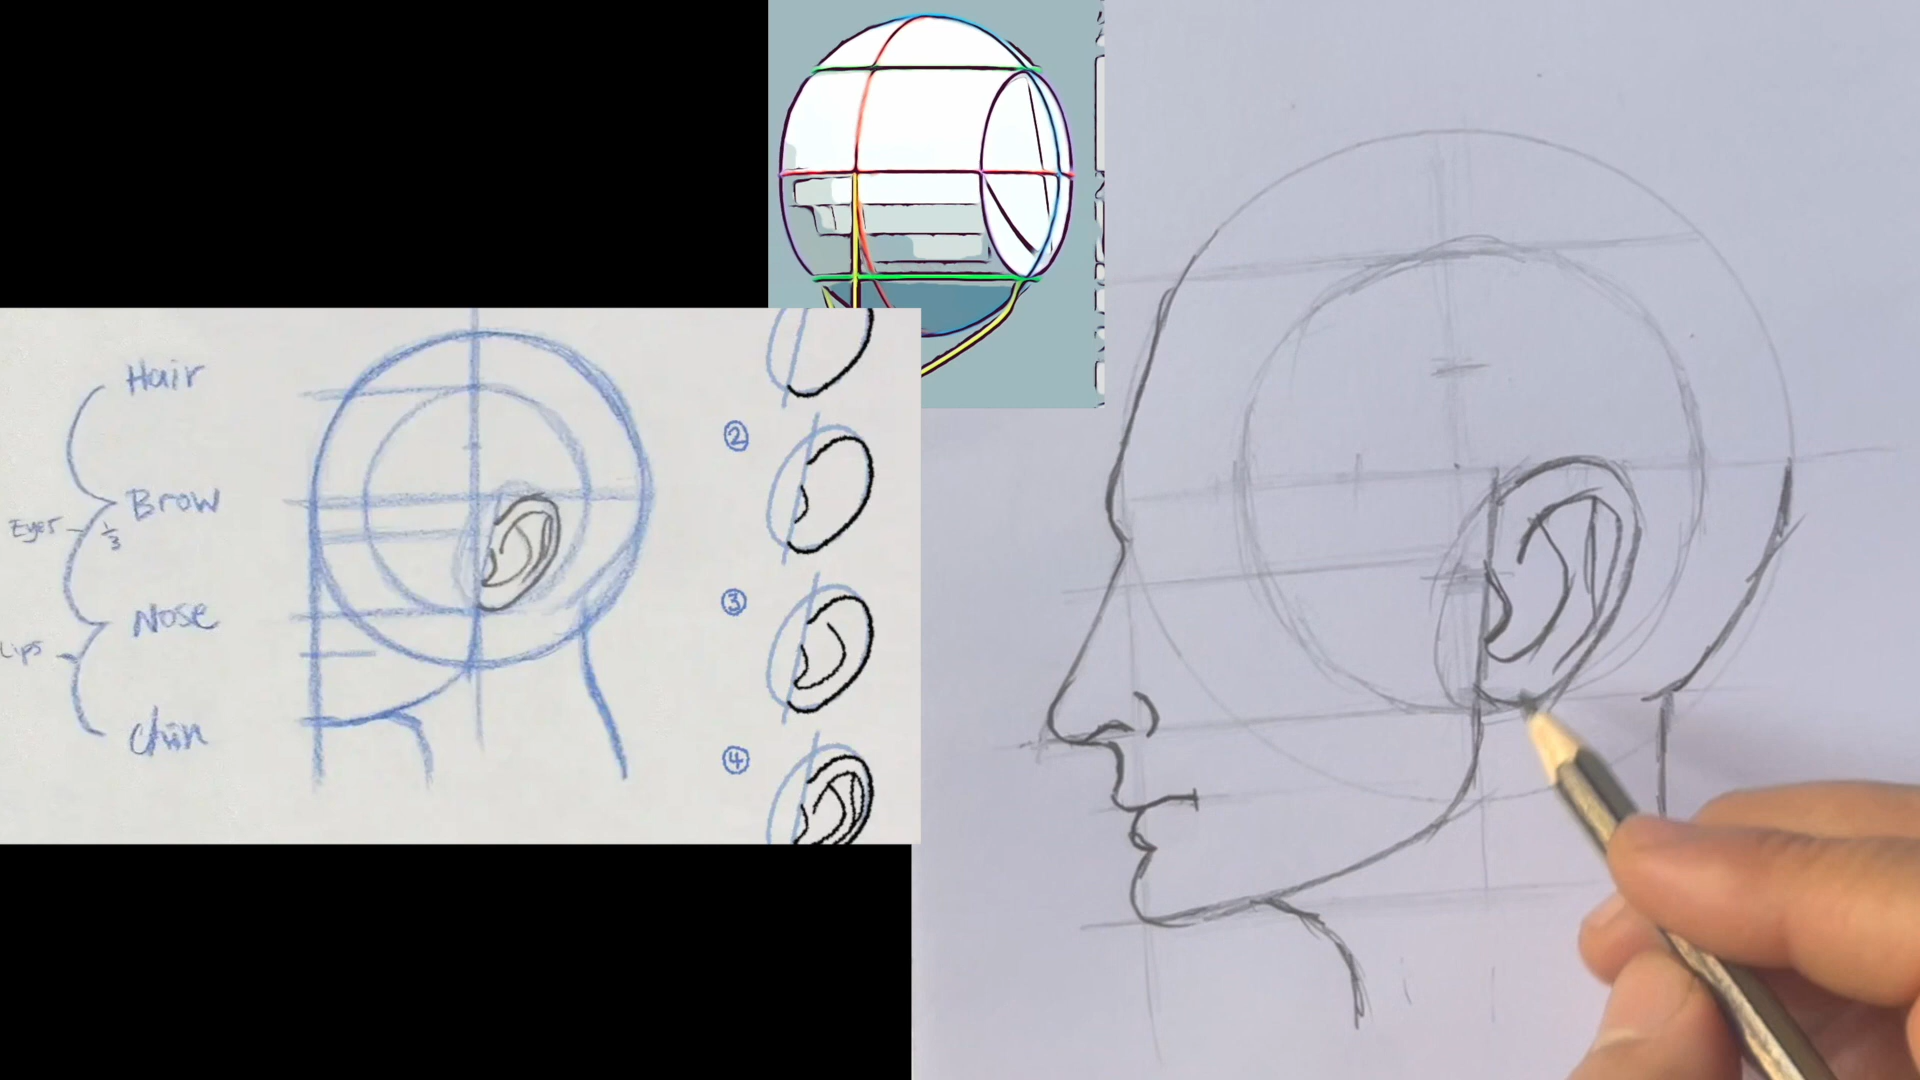 Hair
Brow
Eyes
1/3
Nose
Lips
Chin
②
③
④